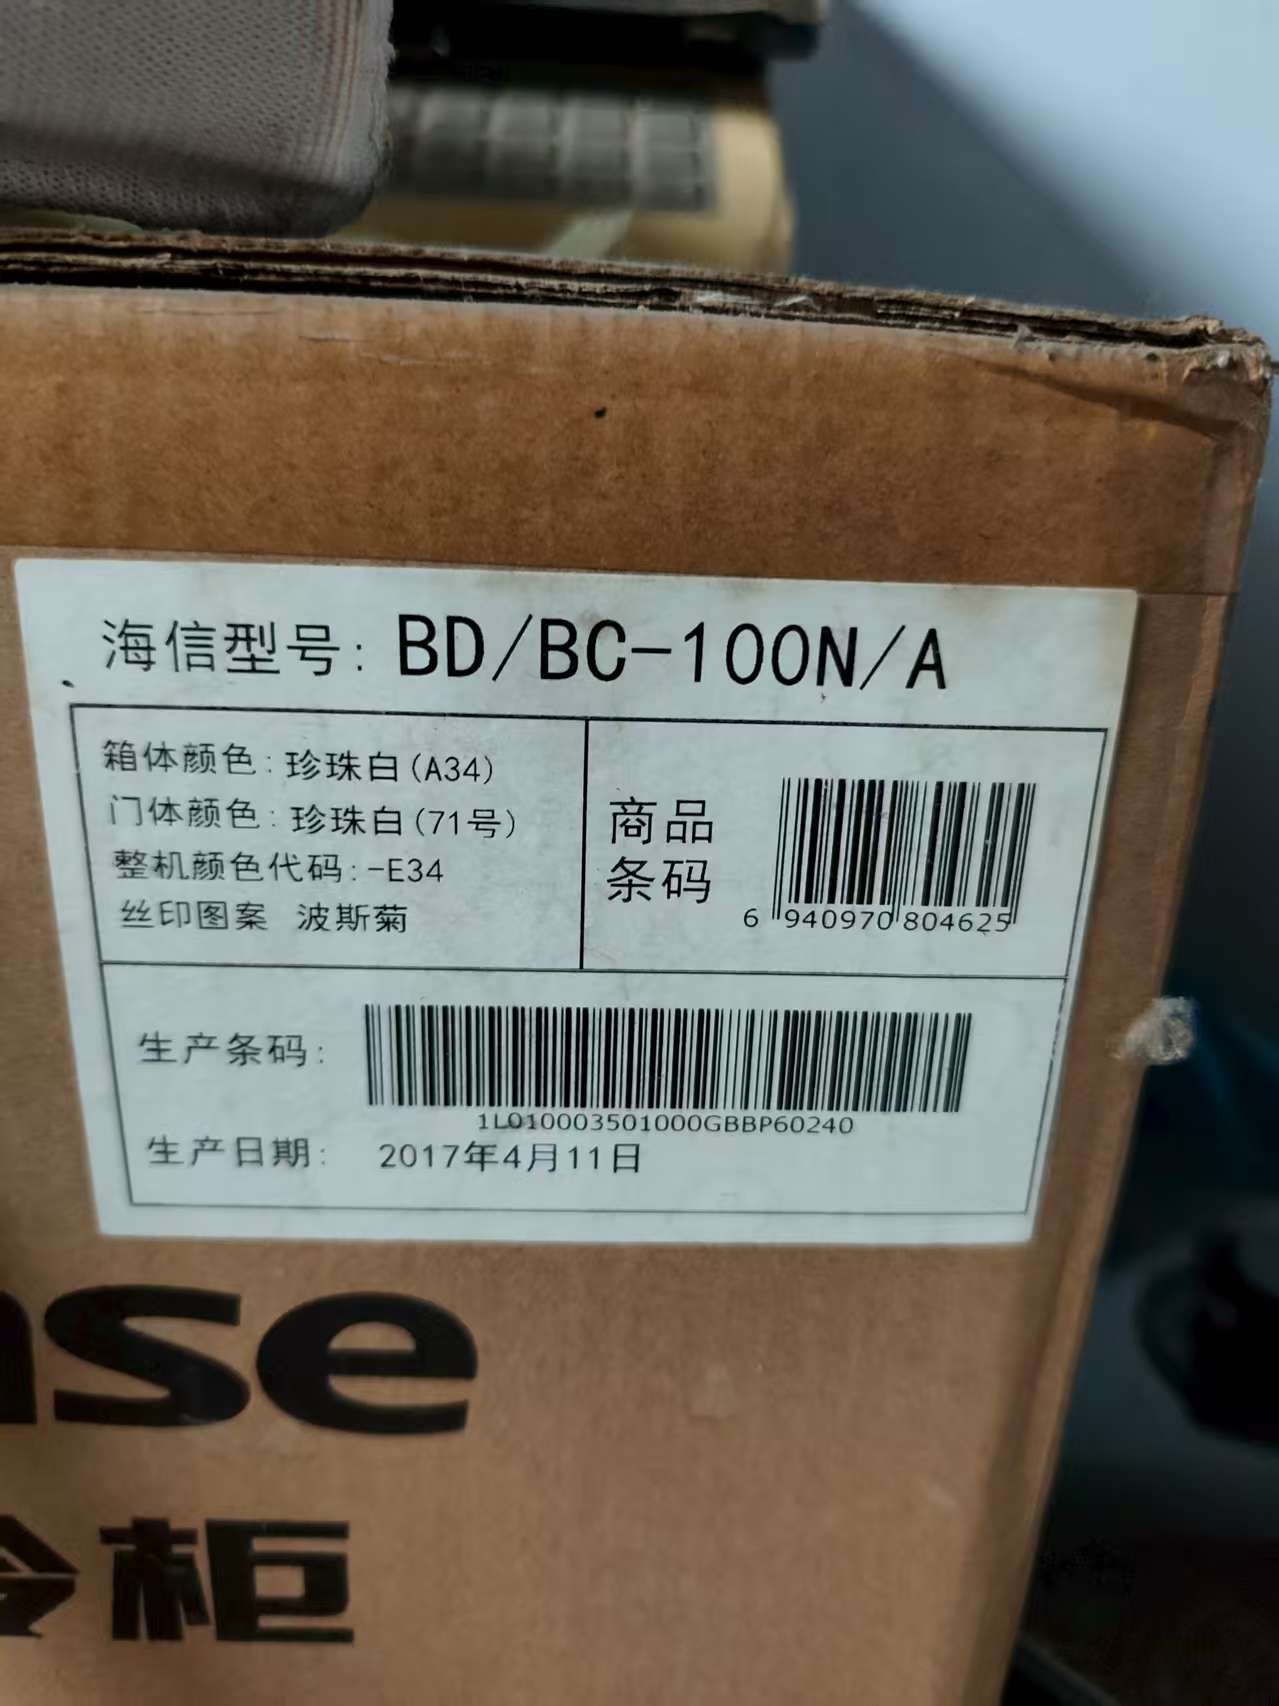 海信型号: BD/BC-100N/A
箱体颜色: 珍珠白(A34)
门体颜色: 珍珠白(71号)
整机颜色代码:-E34
丝印图案 波斯菊
商品
条码
6 940970 804625
生产条码:
1L010003501000GBBP60240
生产日期: 2017年4月11日
nse
冷柜